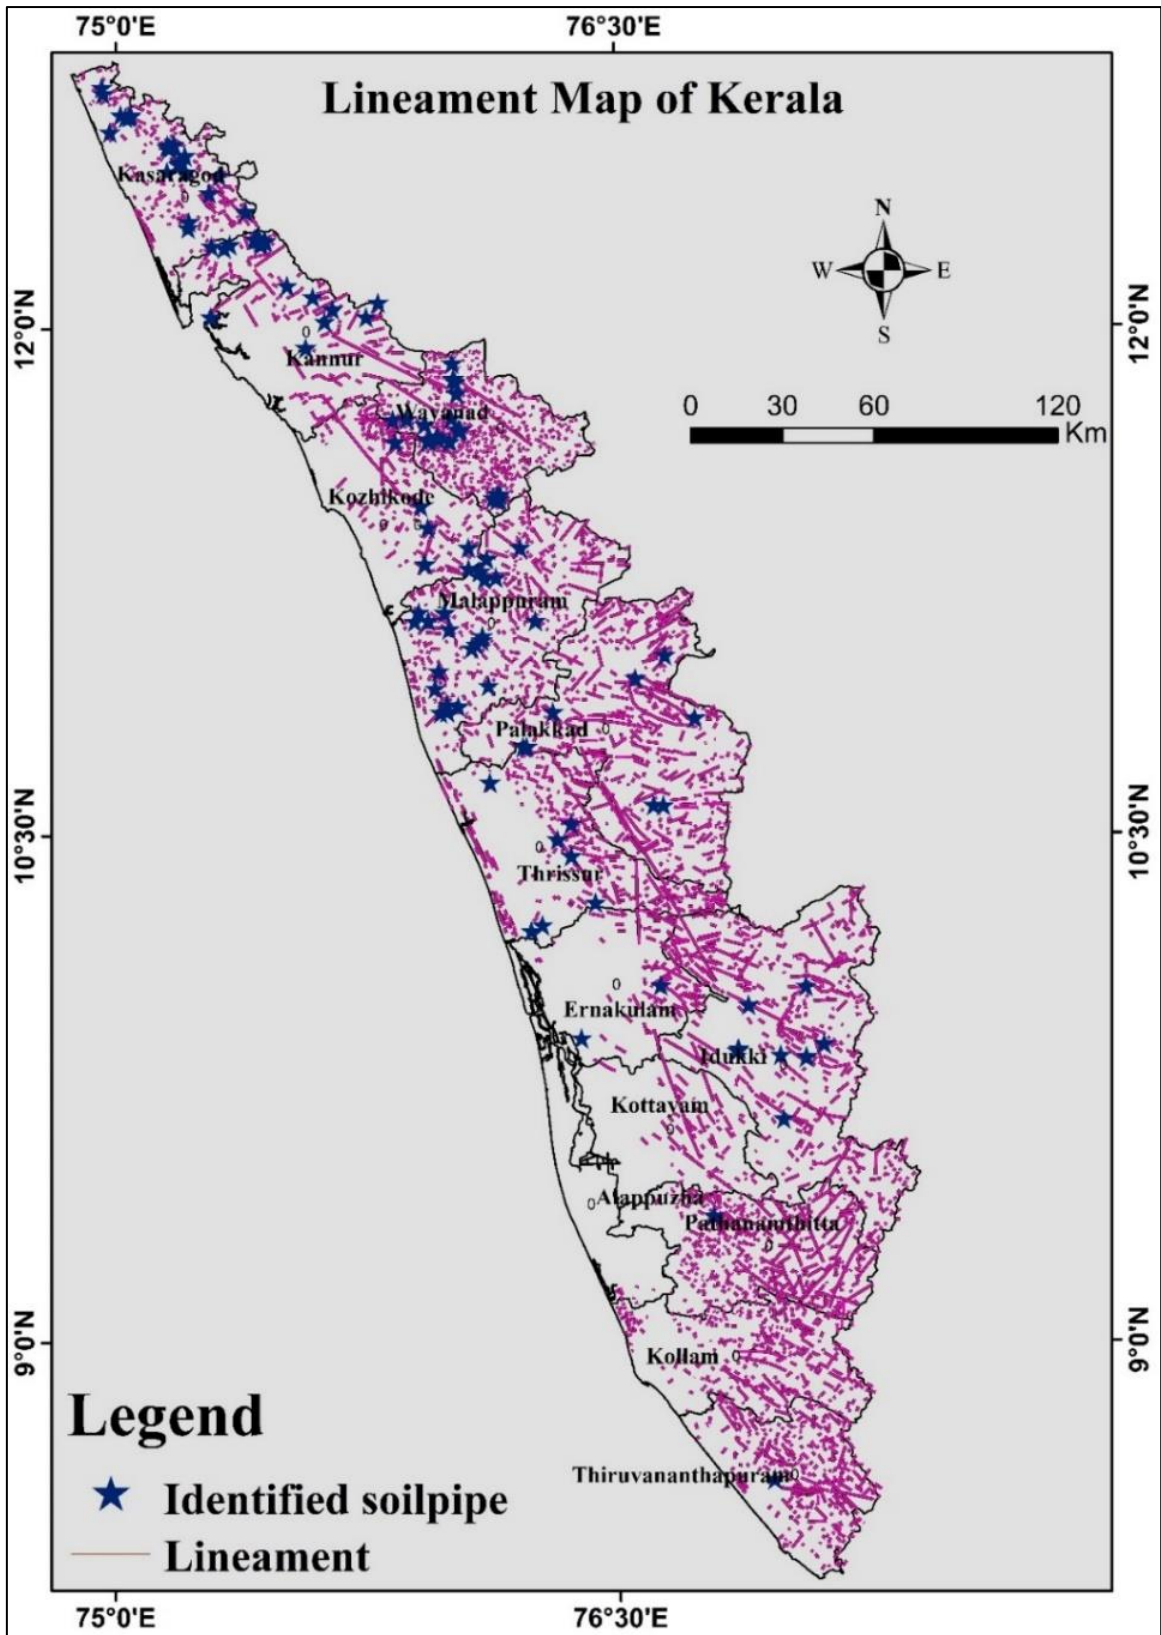 75°0'E 76°30'E
Lineament Map of Kerala
Kasaragod
N
W E
S
12°0'N 12°0'N
Kannur
0 30 60 120
Km
Wayanad
Kozhikode
Malappuram
Palakkad
10°30'N 10°30'N
Thrissur
Ernakulam
Idukki
Kottayam
Alappuzha
Pathanamthitta
9°0'N 9°0'N
Kollam
Legend
Thiruvananthapuram
Identified soilpipe
Lineament
75°0'E 76°30'E